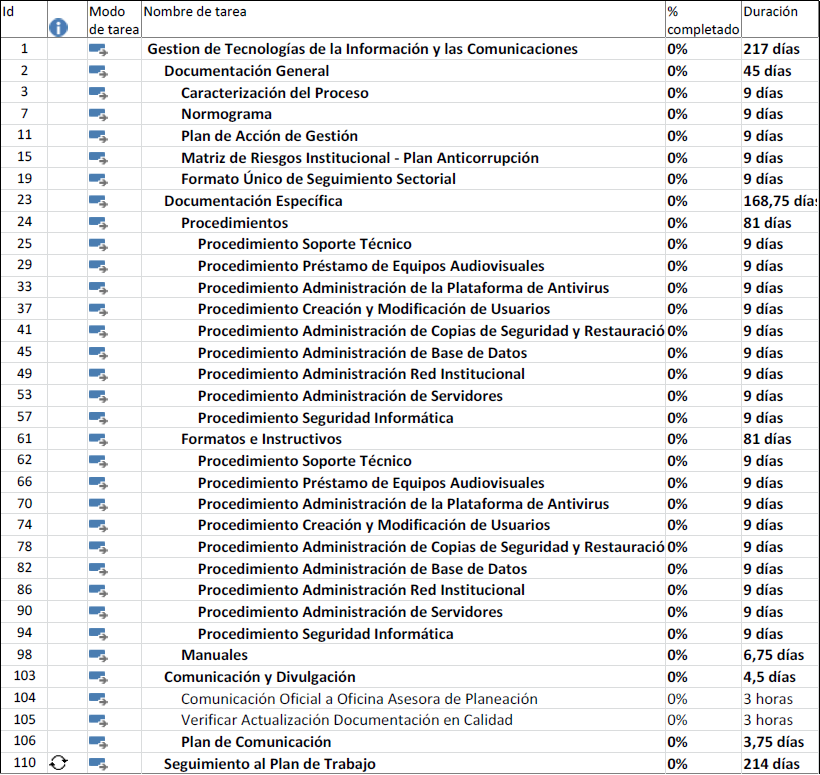 Id Modo de tarea Nombre de tarea % completado Duración
1 Gestion de Tecnologías de la Información y las Comunicaciones 0% 217 días
2 Documentación General 0% 45 días
3 Caracterización del Proceso 0% 9 días
7 Normograma 0% 9 días
11 Plan de Acción de Gestión 0% 9 días
15 Matriz de Riesgos Institucional - Plan Anticorrupción 0% 9 días
19 Formato Único de Seguimiento Sectorial 0% 9 días
23 Documentación Específica 0% 168,75 días
24 Procedimientos 0% 81 días
25 Procedimiento Soporte Técnico 0% 9 días
29 Procedimiento Préstamo de Equipos Audiovisuales 0% 9 días
33 Procedimiento Administración de la Plataforma de Antivirus 0% 9 días
37 Procedimiento Creación y Modificación de Usuarios 0% 9 días
41 Procedimiento Administración de Copias de Seguridad y Restauració 0% 9 días
45 Procedimiento Administración de Base de Datos 0% 9 días
49 Procedimiento Administración Red Institucional 0% 9 días
53 Procedimiento Administración de Servidores 0% 9 días
57 Procedimiento Seguridad Informática 0% 9 días
61 Formatos e Instructivos 0% 81 días
62 Procedimiento Soporte Técnico 0% 9 días
66 Procedimiento Préstamo de Equipos Audiovisuales 0% 9 días
70 Procedimiento Administración de la Plataforma de Antivirus 0% 9 días
74 Procedimiento Creación y Modificación de Usuarios 0% 9 días
78 Procedimiento Administración de Copias de Seguridad y Restauració 0% 9 días
82 Procedimiento Administración de Base de Datos 0% 9 días
86 Procedimiento Administración Red Institucional 0% 9 días
90 Procedimiento Administración de Servidores 0% 9 días
94 Procedimiento Seguridad Informática 0% 9 días
98 Manuales 0% 6,75 días
103 Comunicación y Divulgación 0% 4,5 días
104 Comunicación Oficial a Oficina Asesora de Planeación 0% 3 horas
105 Verificar Actualización Documentación en Calidad 0% 3 horas
106 Plan de Comunicación 0% 3,75 días
110 Seguimiento al Plan de Trabajo 0% 214 días